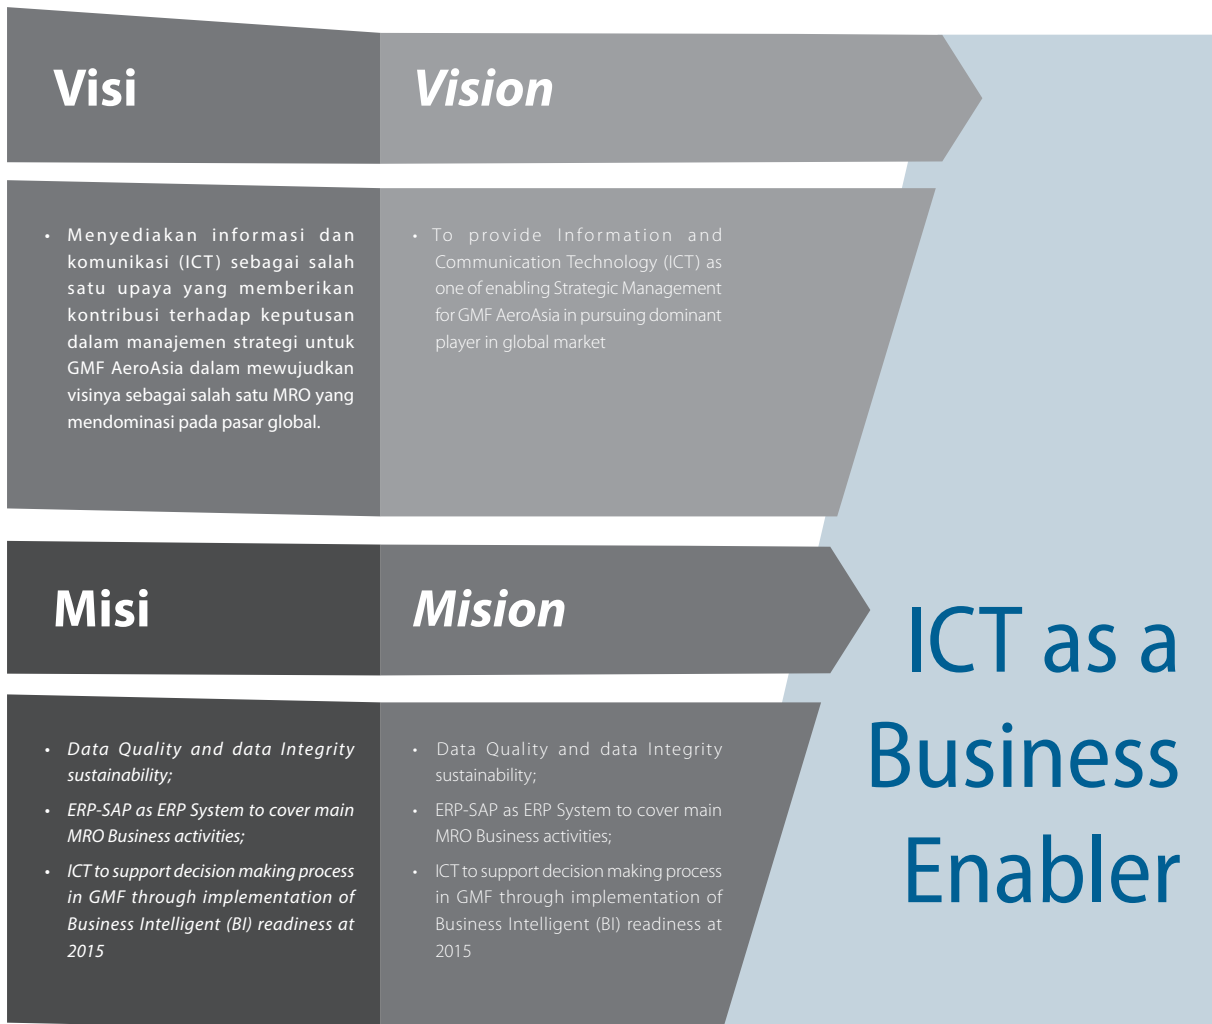 Visi
Vision
• Menyediakan informasi dan
komunikasi (ICT) sebagai salah
satu upaya yang memberikan
kontribusi terhadap keputusan
dalam manajemen strategi untuk
GMF AeroAsia dalam mewujudkan
visinya sebagai salah satu MRO yang
mendominasi pada pasar global.
• To provide Information and
Communication Technology (ICT) as
one of enabling Strategic Management
for GMF AeroAsia in pursuing dominant
player in global market
Misi
Mision
• Data Quality and data Integrity
sustainability;
• ERP-SAP as ERP System to cover main
MRO Business activities;
• ICT to support decision making process
in GMF through implementation of
Business Intelligent (BI) readiness at
2015
• Data Quality and data Integrity
sustainability;
• ERP-SAP as ERP System to cover main
MRO Business activities;
• ICT to support decision making process
in GMF through implementation of
Business Intelligent (BI) readiness at
2015
ICT as a
Business
Enabler